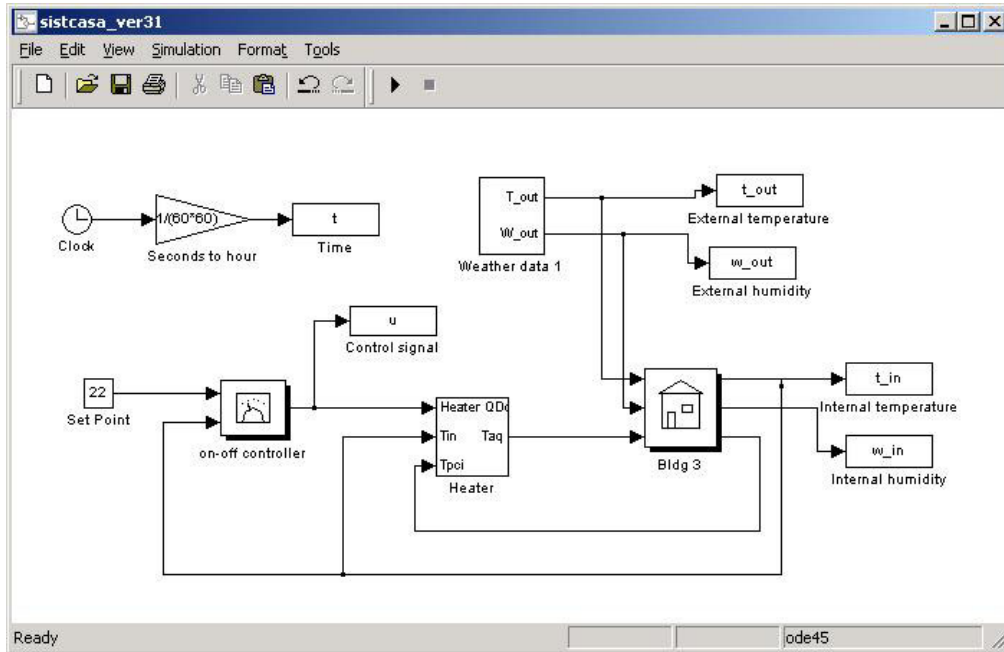 sistcasa_ver31
File Edit View Simulation Format Tools
T_out
t_out
1/(60*60)
t
External temperature
Clock
Time
W_out
Seconds to hour
Weather data 1
w_out
External humidity
u
Control signal
22
t_in
Set Point
Heater QDo
Internal temperature
on-off controller
Tin
Taq
w_in
Tpci
Bldg 3
Internal humidity
Heater
Ready
ode45